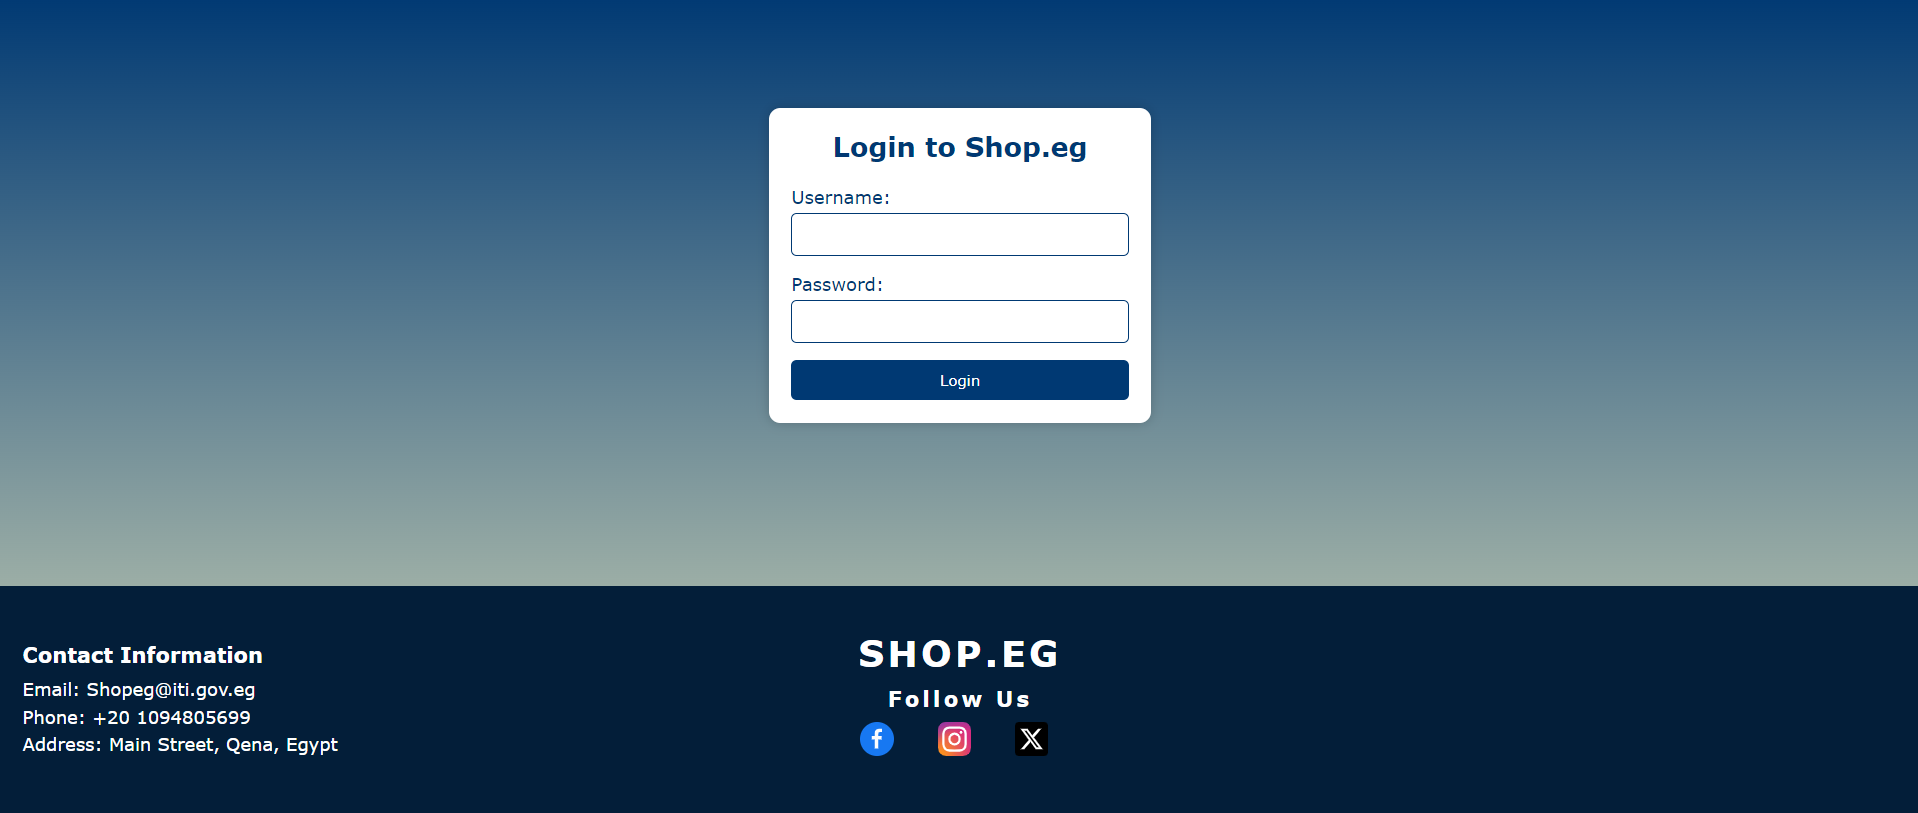 Login to Shop.eg
Username:
Password:
Login
Contact Information
Email: Shopeg@iti.gov.eg
Phone: +20 1094805699
Address: Main Street, Qena, Egypt
SHOP.EG
Follow Us